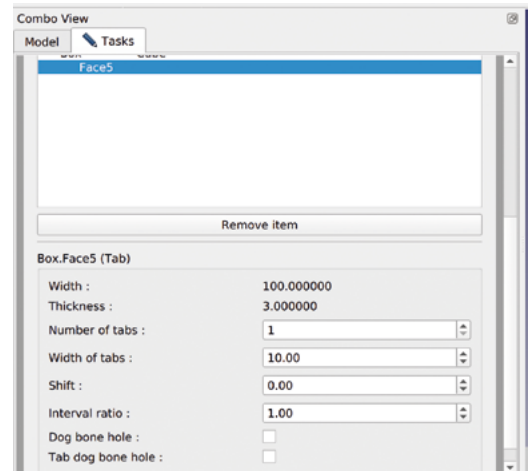 Combo View
Model Tasks
Face5
Remove item
Box.Face5 (Tab)
Width : 100.000000
Thickness : 3.000000
Number of tabs : 1
Width of tabs : 10.00
Shift : 0.00
Interval ratio : 1.00
Dog bone hole :
Tab dog bone hole :